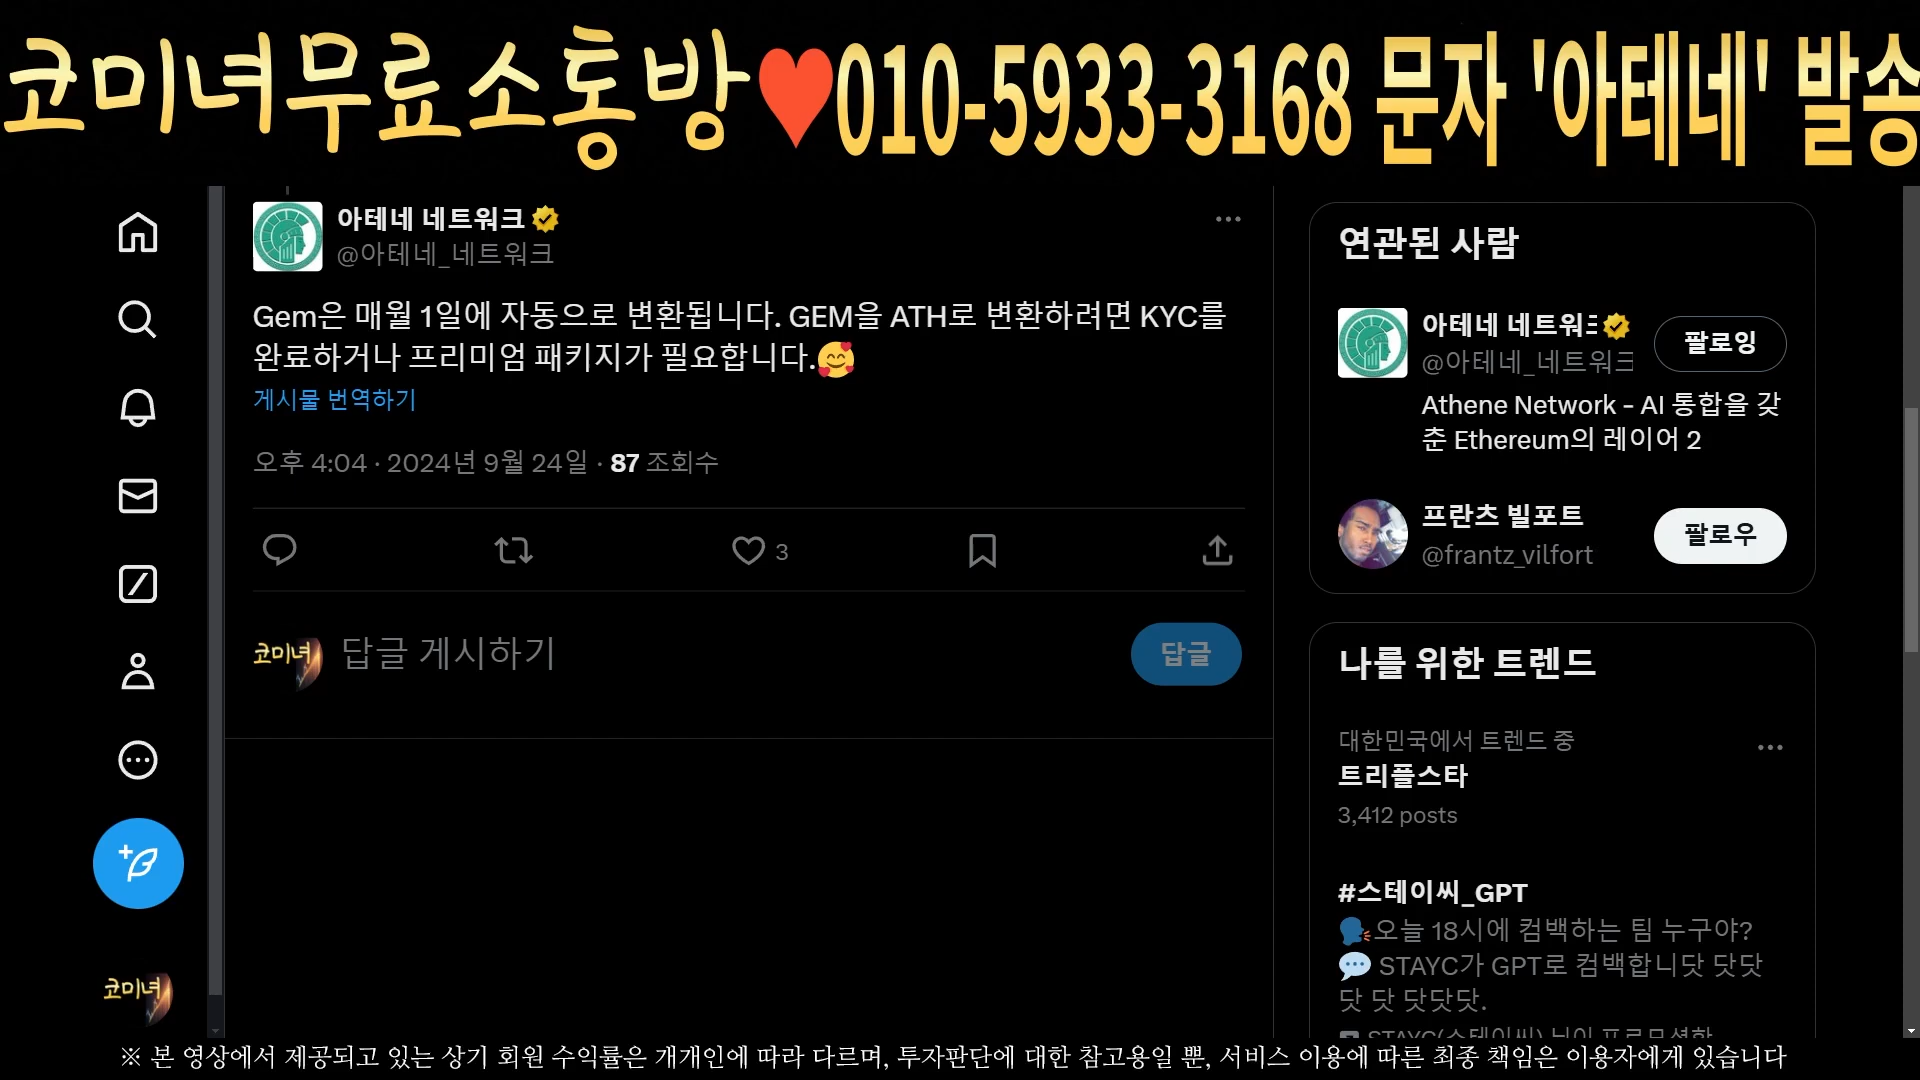 코미녀무료소통방♥010-5933-3168 문자 '아테네' 발송
아테네 네트워크
@아테네_네트워크
Gem은 매월 1일에 자동으로 변환됩니다. GEM을 ATH로 변환하려면 KYC를
완료하거나 프리미엄 패키지가 필요합니다.🥰
게시물 번역하기
오후 4:04 · 2024년 9월 24일 · 87 조회수
3
코미녀
답글 게시하기
답글
연관된 사람
아테네 네트워크
@아테네_네트워크
팔로잉
Athene Network - AI 통합을 갖
춘 Ethereum의 레이어 2
프란츠 빌포트
@frantz_vilfort
팔로우
나를 위한 트렌드
대한민국에서 트렌드 중
트리플스타
3,412 posts
#스테이씨_GPT
🗣️오늘 18시에 컴백하는 팀 누구야?
💬 STAYC가 GPT로 컴백합니닷 닷닷
닷 닷 닷닷닷.
STAYC(스테이씨) 님이 프로모션함
코미녀
※ 본 영상에서 제공되고 있는 상기 회원 수익률은 개개인에 따라 다르며, 투자판단에 대한 참고용일 뿐, 서비스 이용에 따른 최종 책임은 이용자에게 있습니다